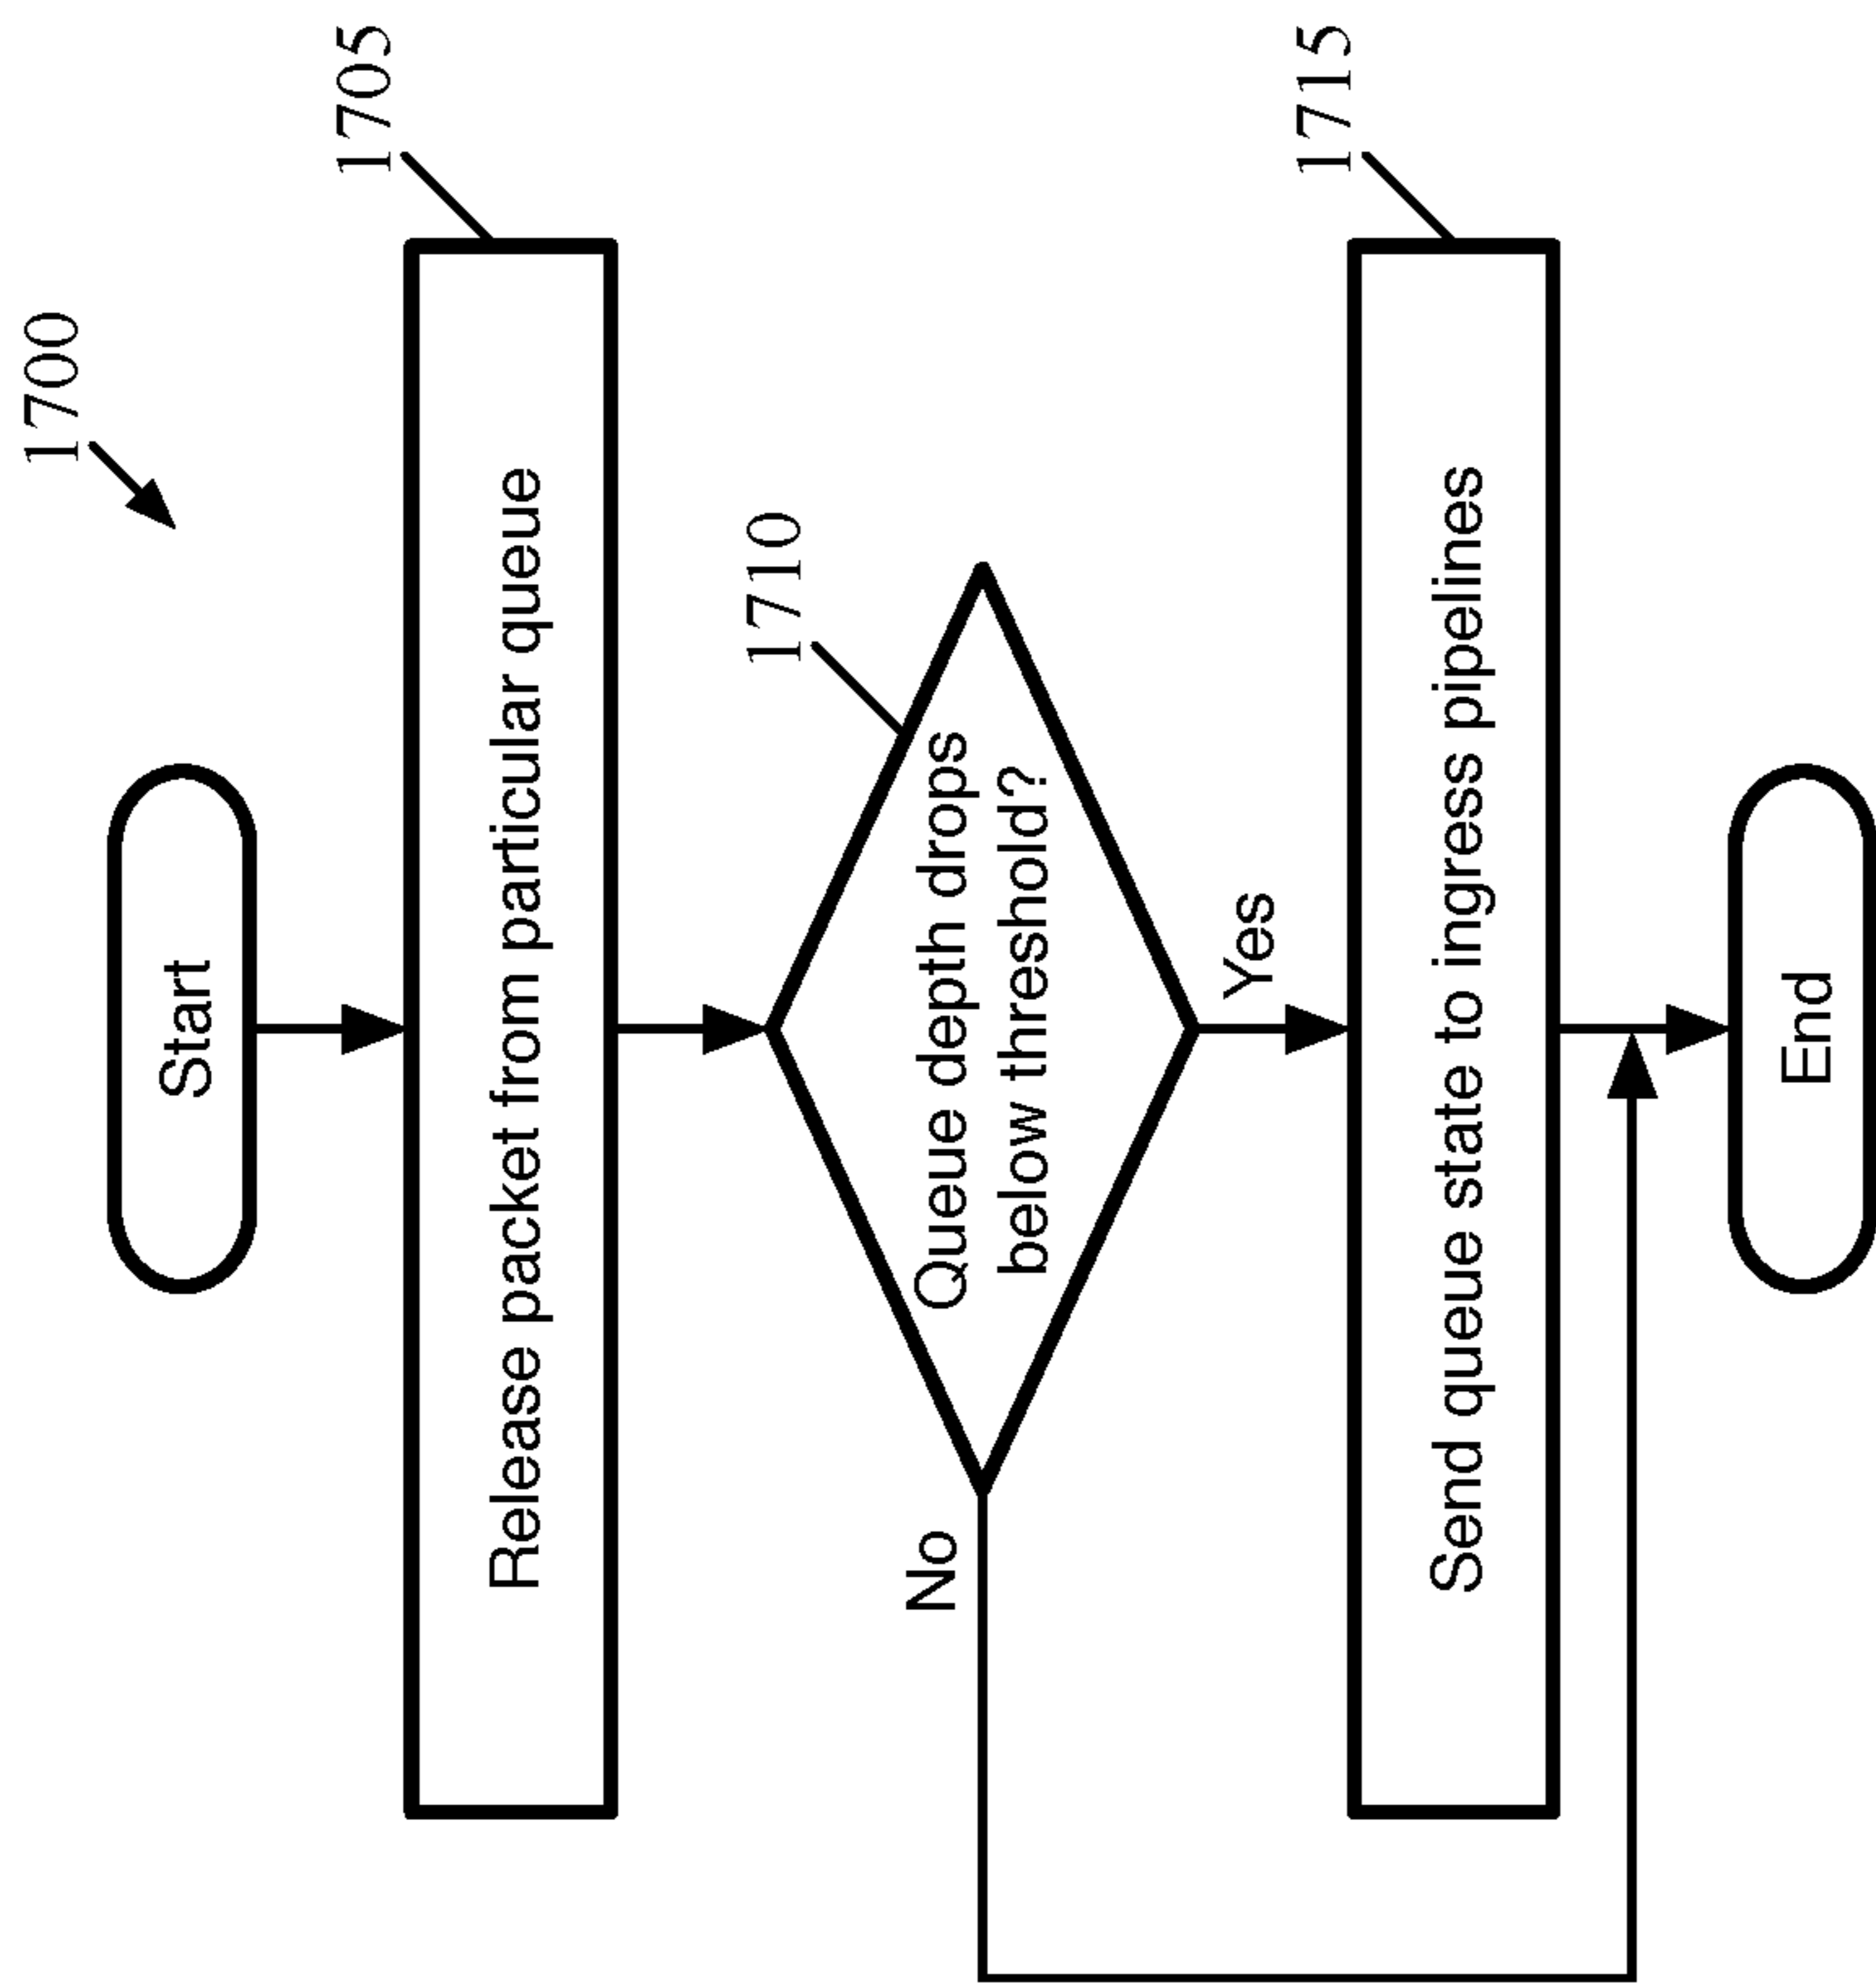 1700
Start
1705
Release packet from particular queue
1710
Queue depth drops
below threshold?
No
Yes
1715
Send queue state to ingress pipelines
End